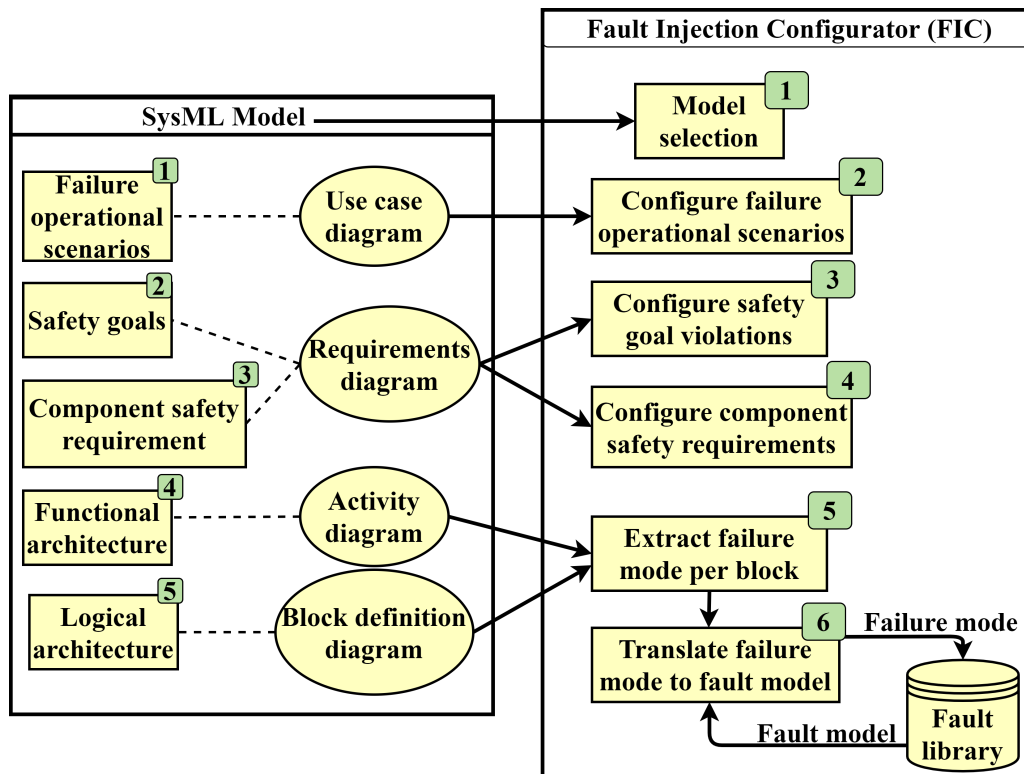 Fault Injection Configurator (FIC)
SysML Model
1
Model
selection
1
Failure
operational
scenarios
Use case
diagram
2
Configure failure
operational scenarios
2
Safety goals
Requirements
diagram
3
Configure safety
goal violations
3
Component safety
requirement
4
Configure component
safety requirements
4
Functional
architecture
Activity
diagram
5
Extract failure
mode per block
5
Logical
architecture
Block definition
diagram
6
Translate failure
mode to fault model
Failure mode
Fault
library
Fault model